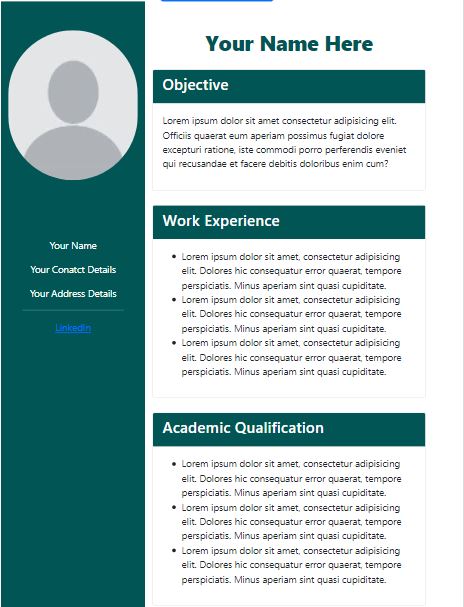 Your Name Here
Objective
Lorem ipsum dolor sit amet consectetur adipisicing elit.
Officiis quaerat eum aperiam possimus fugiat dolore
excepturi ratione, iste commodi porro perferendis eveniet
qui recusandae et facere debitis doloribus enim cum?
Your Name
Your Conatct Details
Your Address Details
LinkedIn
Work Experience
Lorem ipsum dolor sit amet, consectetur adipisicing
elit. Dolores hic consequatur error quaerat, tempore
perspiciatis. Minus aperiam sint quasi cupiditate.
Lorem ipsum dolor sit amet, consectetur adipisicing
elit. Dolores hic consequatur error quaerat, tempore
perspiciatis. Minus aperiam sint quasi cupiditate.
Lorem ipsum dolor sit amet, consectetur adipisicing
elit. Dolores hic consequatur error quaerat, tempore
perspiciatis. Minus aperiam sint quasi cupiditate.
Academic Qualification
Lorem ipsum dolor sit amet, consectetur adipisicing
elit. Dolores hic consequatur error quaerat, tempore
perspiciatis. Minus aperiam sint quasi cupiditate.
Lorem ipsum dolor sit amet, consectetur adipisicing
elit. Dolores hic consequatur error quaerat, tempore
perspiciatis. Minus aperiam sint quasi cupiditate.
Lorem ipsum dolor sit amet, consectetur adipisicing
elit. Dolores hic consequatur error quaerat, tempore
perspiciatis. Minus aperiam sint quasi cupiditate.